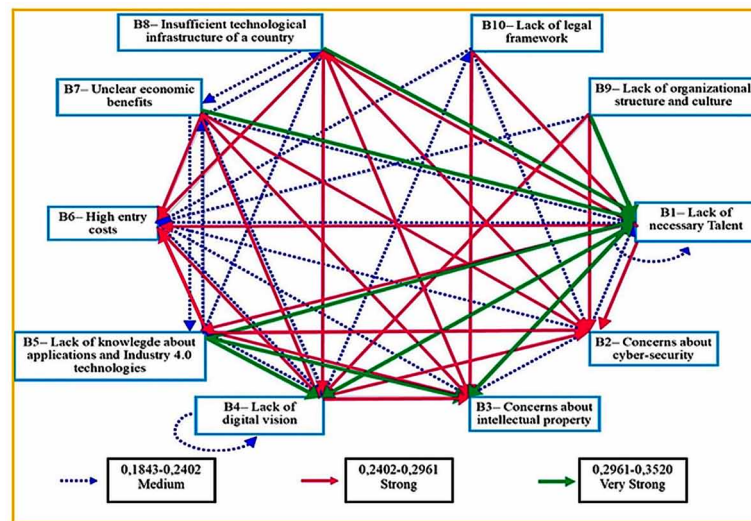 B8– Insufficient technological
infrastructure of a country
B10– Lack of legal
framework
B7– Unclear economic
benefits
B9– Lack of organizational
structure and culture
B6– High entry
costs
B1– Lack of
necessary Talent
B5– Lack of knowlegde about
applications and Industry 4.0
technologies
B2– Concerns about
cyber-security
B4– Lack of
digital vision
B3– Concerns about
intellectual property
0,1843-0,2402
Medium
0,2402-0,2961
Strong
0,2961-0,3520
Very Strong